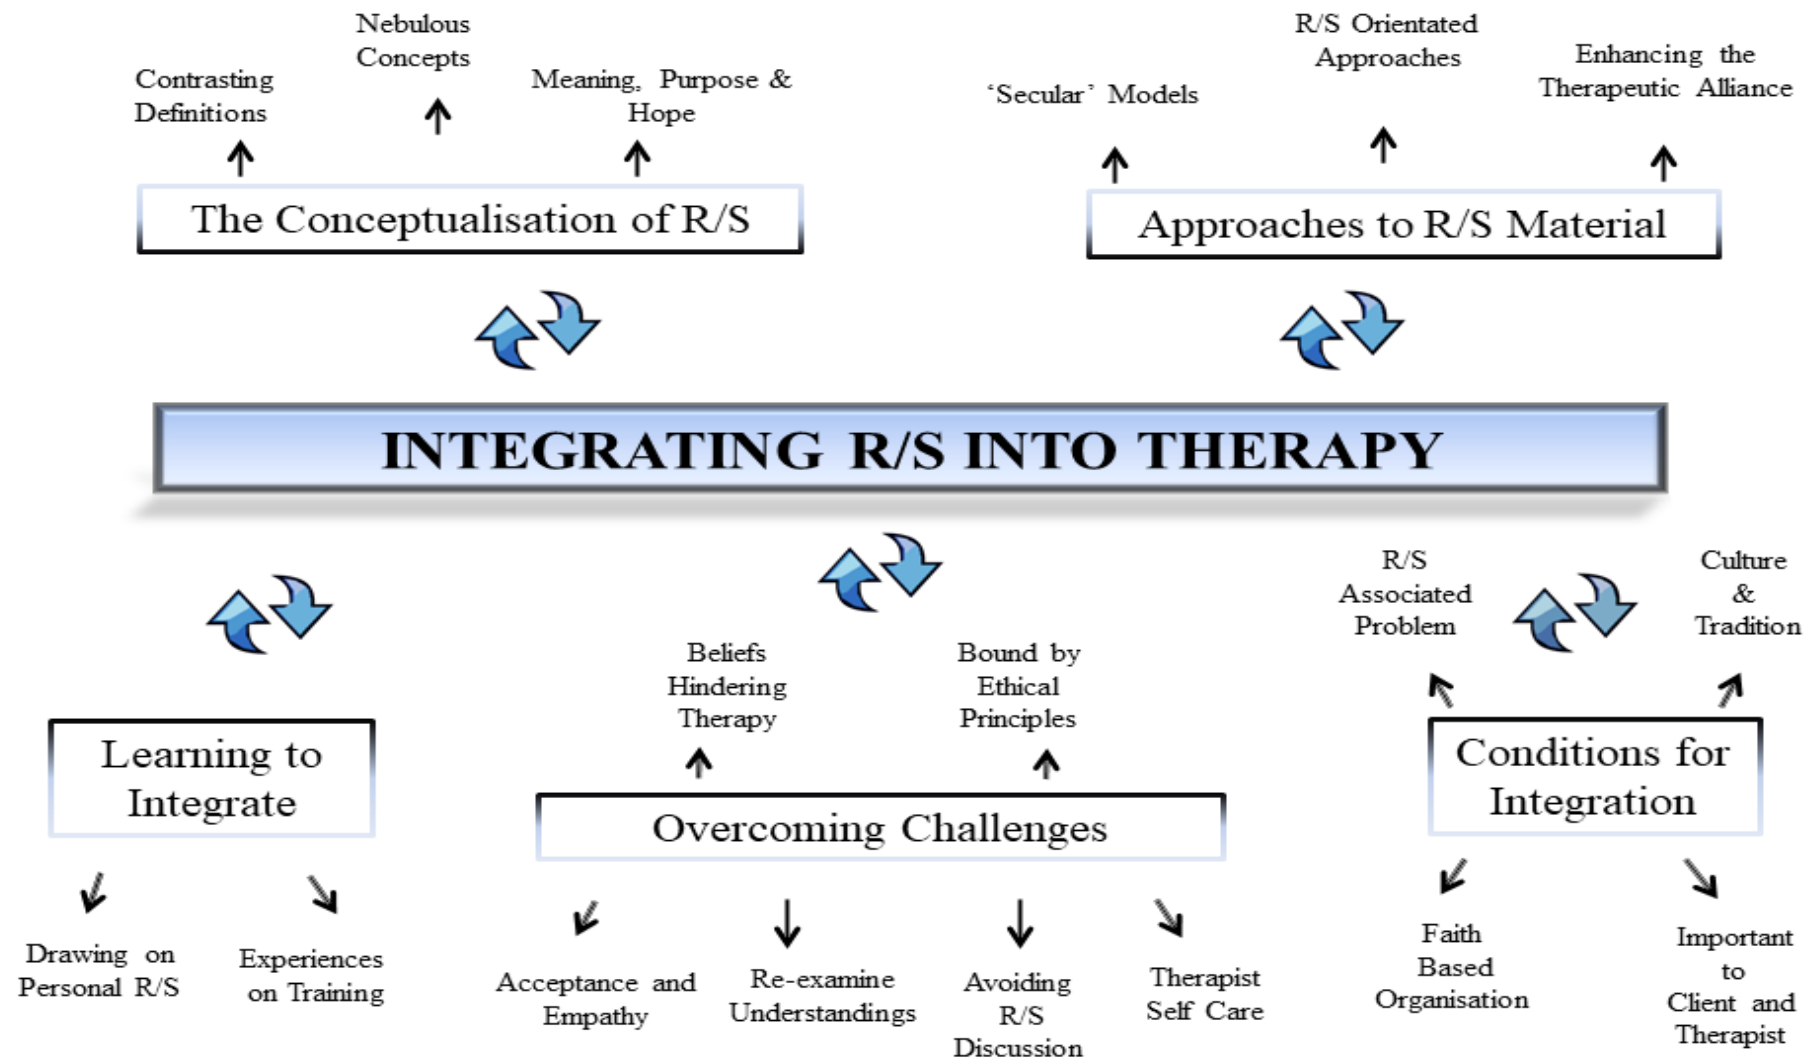 Contrasting
Definitions
Nebulous
Concepts
Meaning, Purpose &
Hope
The Conceptualisation of R/S
‘Secular’ Models
R/S Orientated
Approaches
Enhancing the
Therapeutic Alliance
Approaches to R/S Material
INTEGRATING R/S INTO THERAPY
Learning to
Integrate
Drawing on
Personal R/S
Experiences
on Training
Beliefs
Hindering
Therapy
Bound by
Ethical
Principles
Overcoming Challenges
Acceptance and
Empathy
Re-examine
Understandings
Avoiding
R/S
Discussion
Therapist
Self Care
R/S
Associated
Problem
Culture
&
Tradition
Conditions for
Integration
Faith
Based
Organisation
Important
to
Client and
Therapist